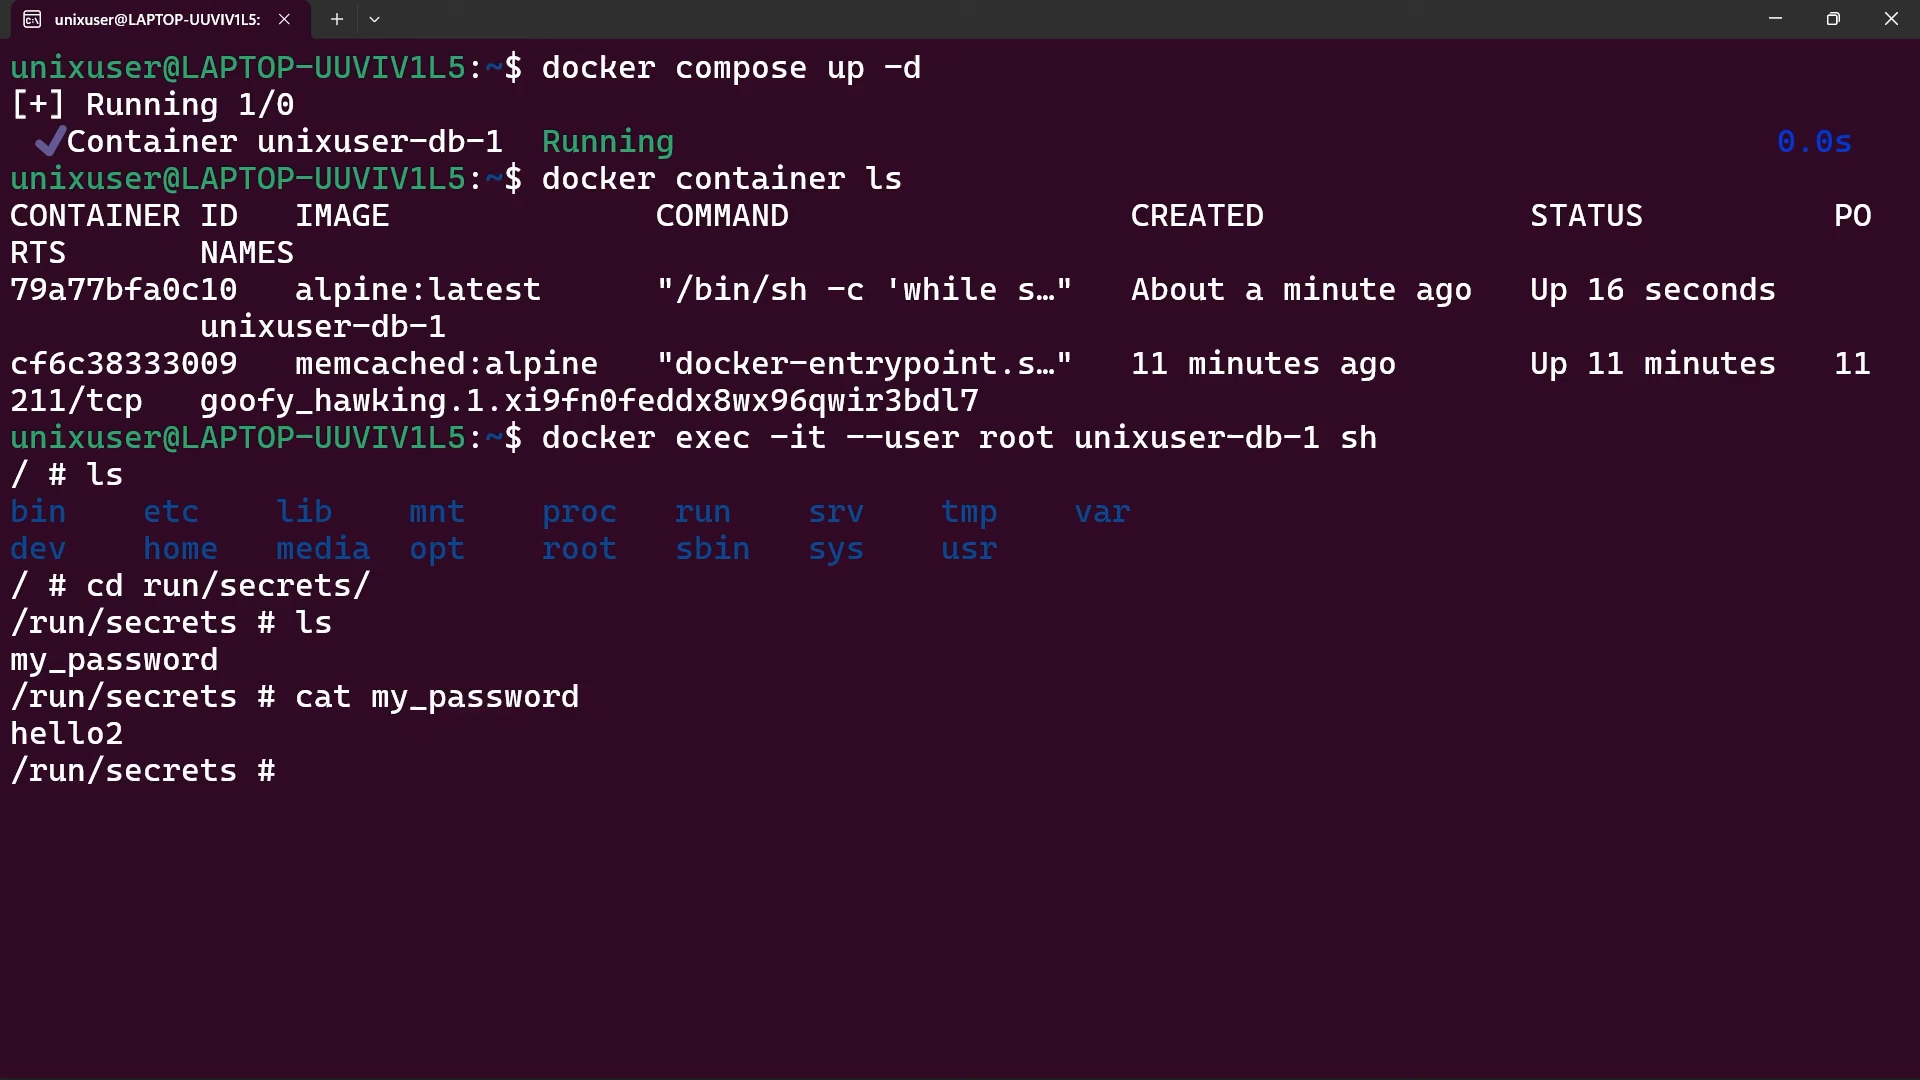 unixuser@LAPTOP-UUVIV1L5:
unixuser@LAPTOP-UUVIV1L5:~$ docker compose up -d
[+] Running 1/0
✔Container unixuser-db-1  Running 0.0s
unixuser@LAPTOP-UUVIV1L5:~$ docker container ls
CONTAINER ID   IMAGE              COMMAND                  CREATED              STATUS          PO
RTS       NAMES
79a77bfa0c10   alpine:latest      "/bin/sh -c 'while s…"   About a minute ago   Up 16 seconds
unixuser-db-1
cf6c38333009   memcached:alpine   "docker-entrypoint.s…"   11 minutes ago       Up 11 minutes   11
211/tcp   goofy_hawking.1.xi9fn0feddx8wx96qwir3bdl7
unixuser@LAPTOP-UUVIV1L5:~$ docker exec -it --user root unixuser-db-1 sh
/ # ls
bin    etc    lib    mnt    proc   run    srv    tmp    var
dev    home   media  opt    root   sbin   sys    usr
/ # cd run/secrets/
/run/secrets # ls
my_password
/run/secrets # cat my_password
hello2
/run/secrets #